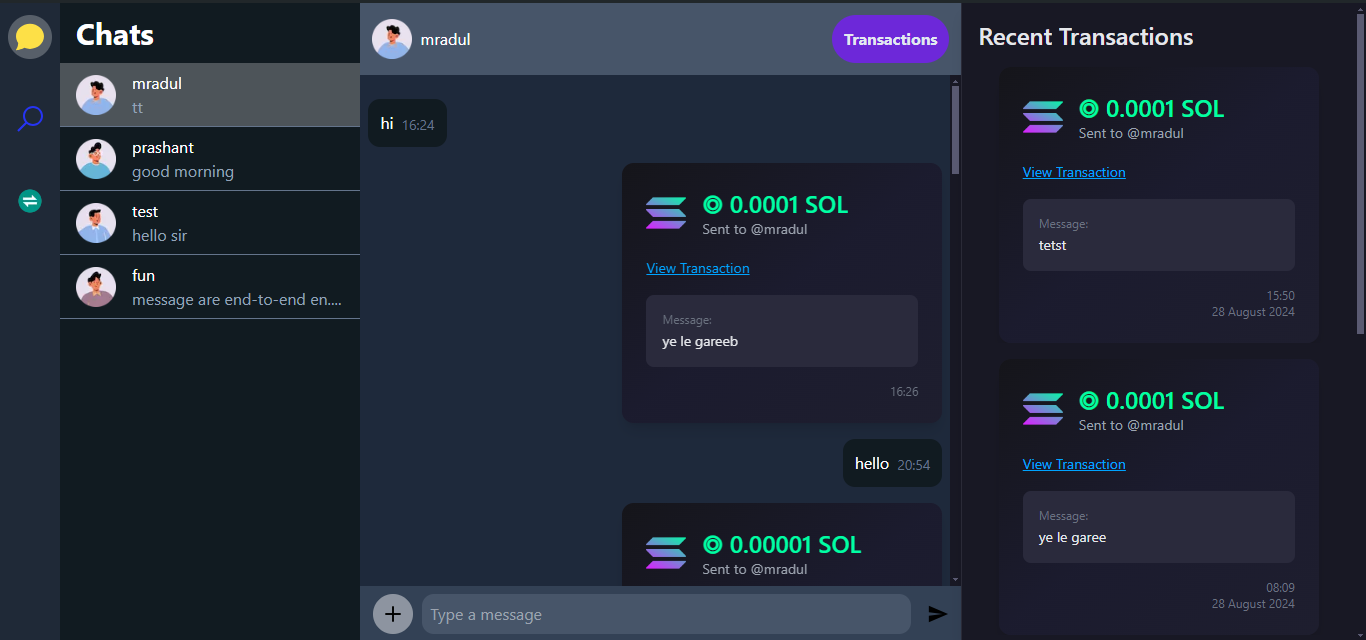 Chats
mradul
tt
prashant
good morning
test
hello sir
fun
message are end-to-end en....
mradul
Transactions
hi 16:24
0.0001 SOL
Sent to @mradul
View Transaction
Message:
ye le gareeb
16:26
hello 20:54
0.00001 SOL
Sent to @mradul
Type a message
Recent Transactions
0.0001 SOL
Sent to @mradul
View Transaction
Message:
tetst
15:50
28 August 2024
0.0001 SOL
Sent to @mradul
View Transaction
Message:
ye le garee
08:09
28 August 2024